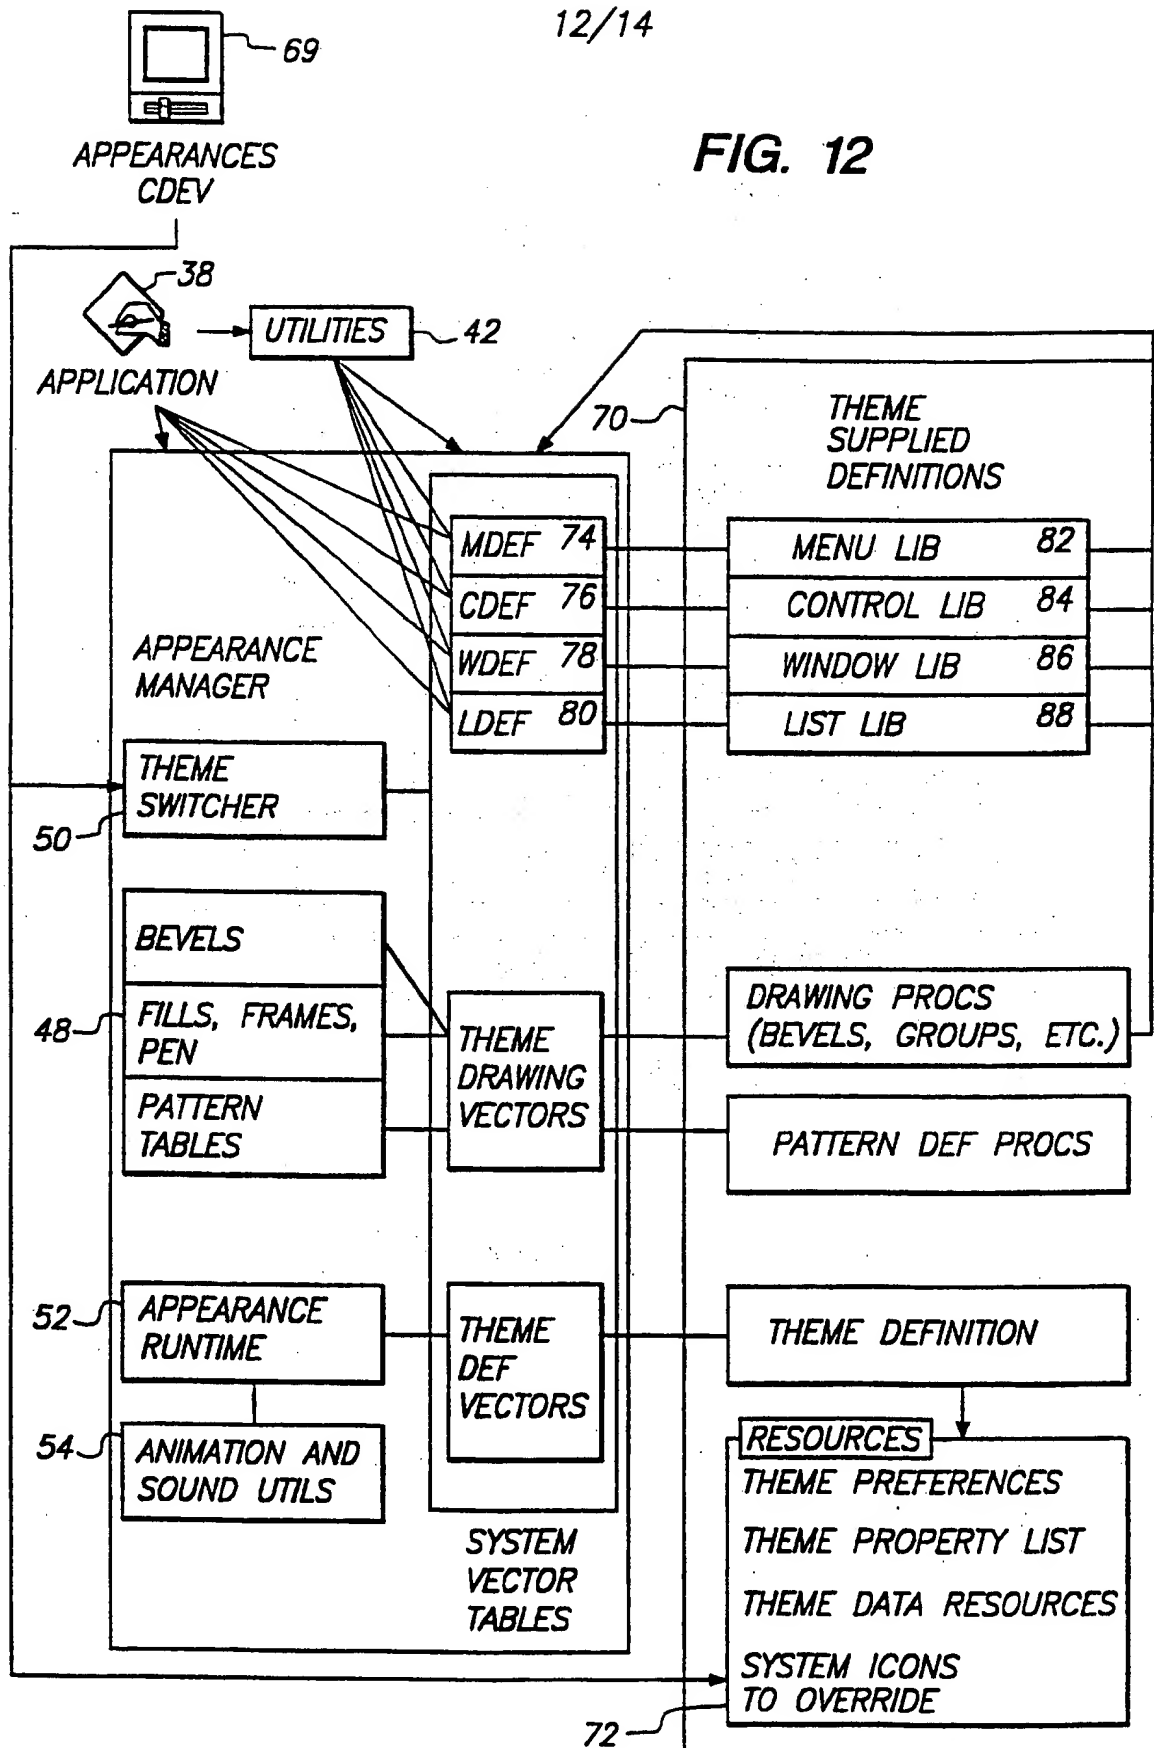 12/14
69
APPEARANCES
CDEV
FIG. 12
38
UTILITIES
42
APPLICATION
70
THEME
SUPPLIED
DEFINITIONS
MDEF 74
MENU LIB 82
CDEF 76
CONTROL LIB 84
WDEF 78
WINDOW LIB 86
LDEF 80
LIST LIB 88
APPEARANCE
MANAGER
THEME
SWITCHER
50
BEVELS
48
FILLS, FRAMES,
PEN
PATTERN
TABLES
THEME
DRAWING
VECTORS
DRAWING PROCS
(BEVELS, GROUPS, ETC.)
PATTERN DEF PROCS
52
APPEARANCE
RUNTIME
THEME
DEF
VECTORS
THEME DEFINITION
54
ANIMATION AND
SOUND UTILS
RESOURCES
THEME PREFERENCES
THEME PROPERTY LIST
THEME DATA RESOURCES
SYSTEM ICONS
TO OVERRIDE
SYSTEM
VECTOR
TABLES
72